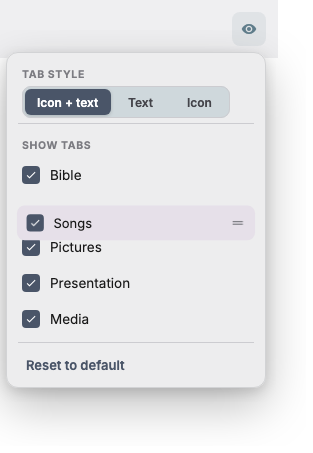 TAB STYLE
Icon + text Text Icon
SHOW TABS
Bible
Songs
Pictures
Presentation
Media
Reset to default